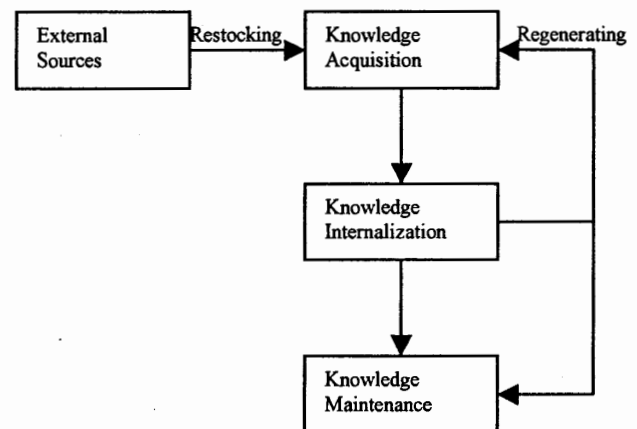 External
Sources
Restocking
Knowledge
Acquisition
Regenerating
Knowledge
Internalization
Knowledge
Maintenance